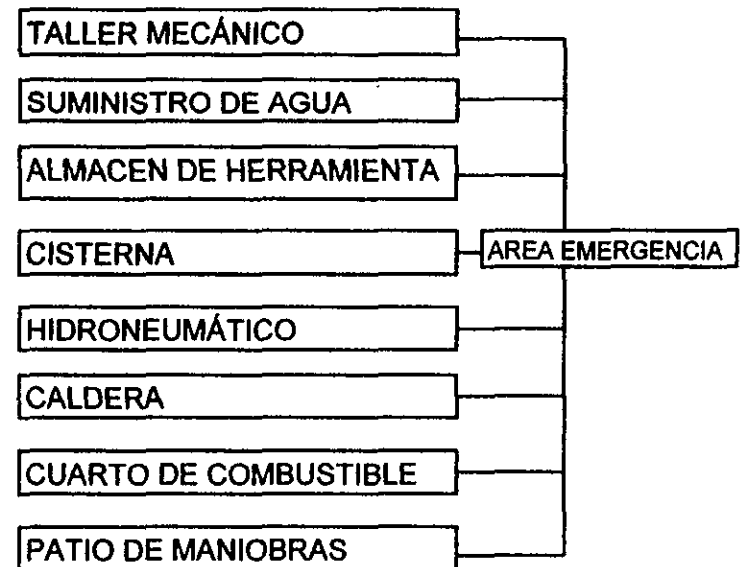 TALLER MECÁNICO
SUMINISTRO DE AGUA
ALMACEN DE HERRAMIENTA
CISTERNA
AREA EMERGENCIA
HIDRONEUMÁTICO
CALDERA
CUARTO DE COMBUSTIBLE
PATIO DE MANIOBRAS